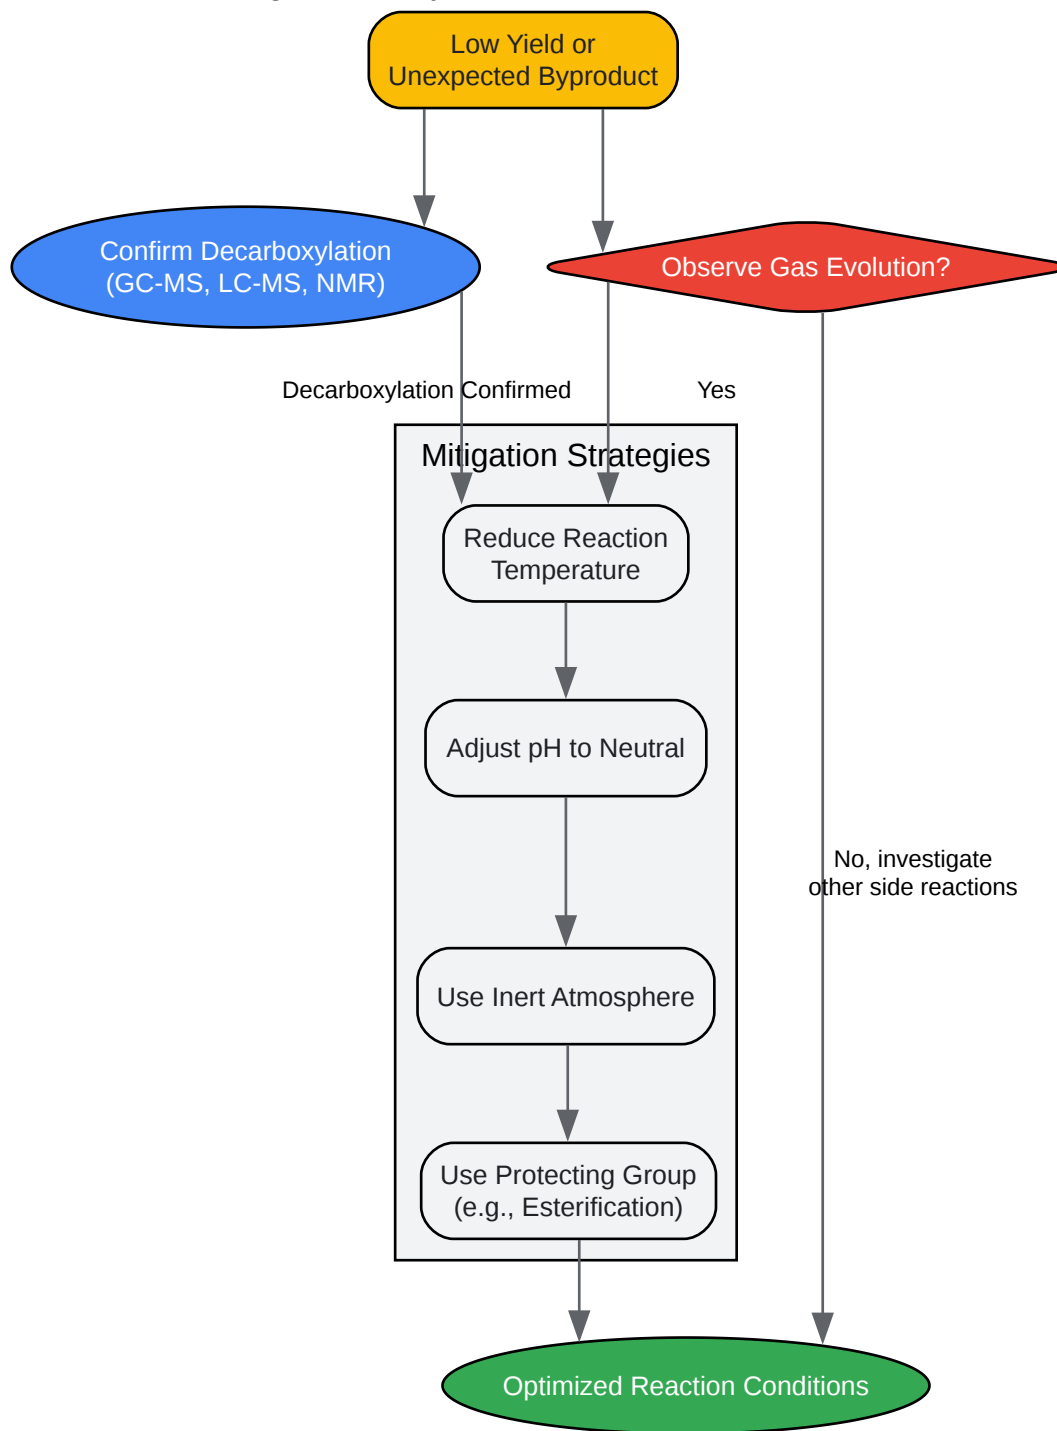 Low Yield or
Unexpected Byproduct
Confirm Decarboxylation
(GC-MS, LC-MS, NMR)
Observe Gas Evolution?
Decarboxylation Confirmed
Yes
Mitigation Strategies
Reduce Reaction
Temperature
Adjust pH to Neutral
No, investigate
other side reactions
Use Inert Atmosphere
Use Protecting Group
(e.g., Esterification)
Optimized Reaction Conditions